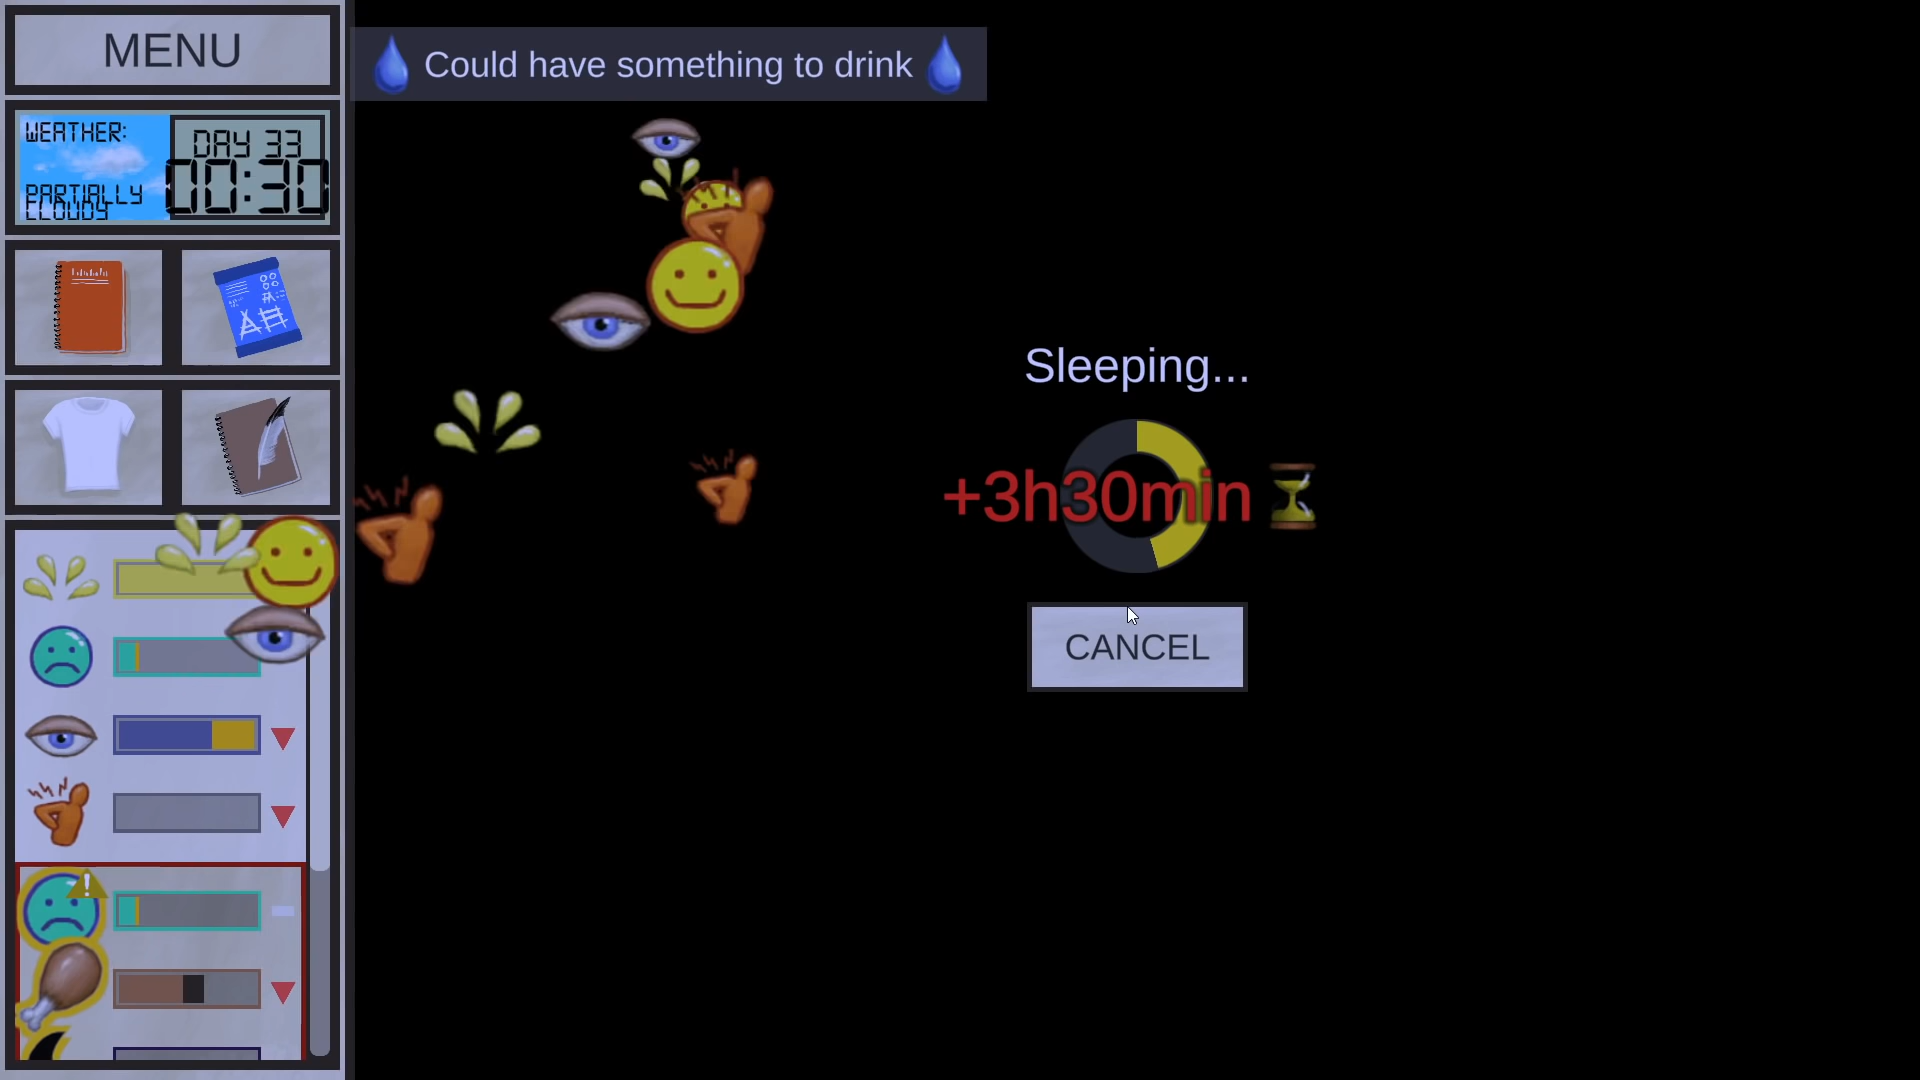 MENU
WEATHER:
PARTIALLY
CLOUDY
DAY 33
00:30
Could have something to drink
Sleeping...
+3h30min
CANCEL